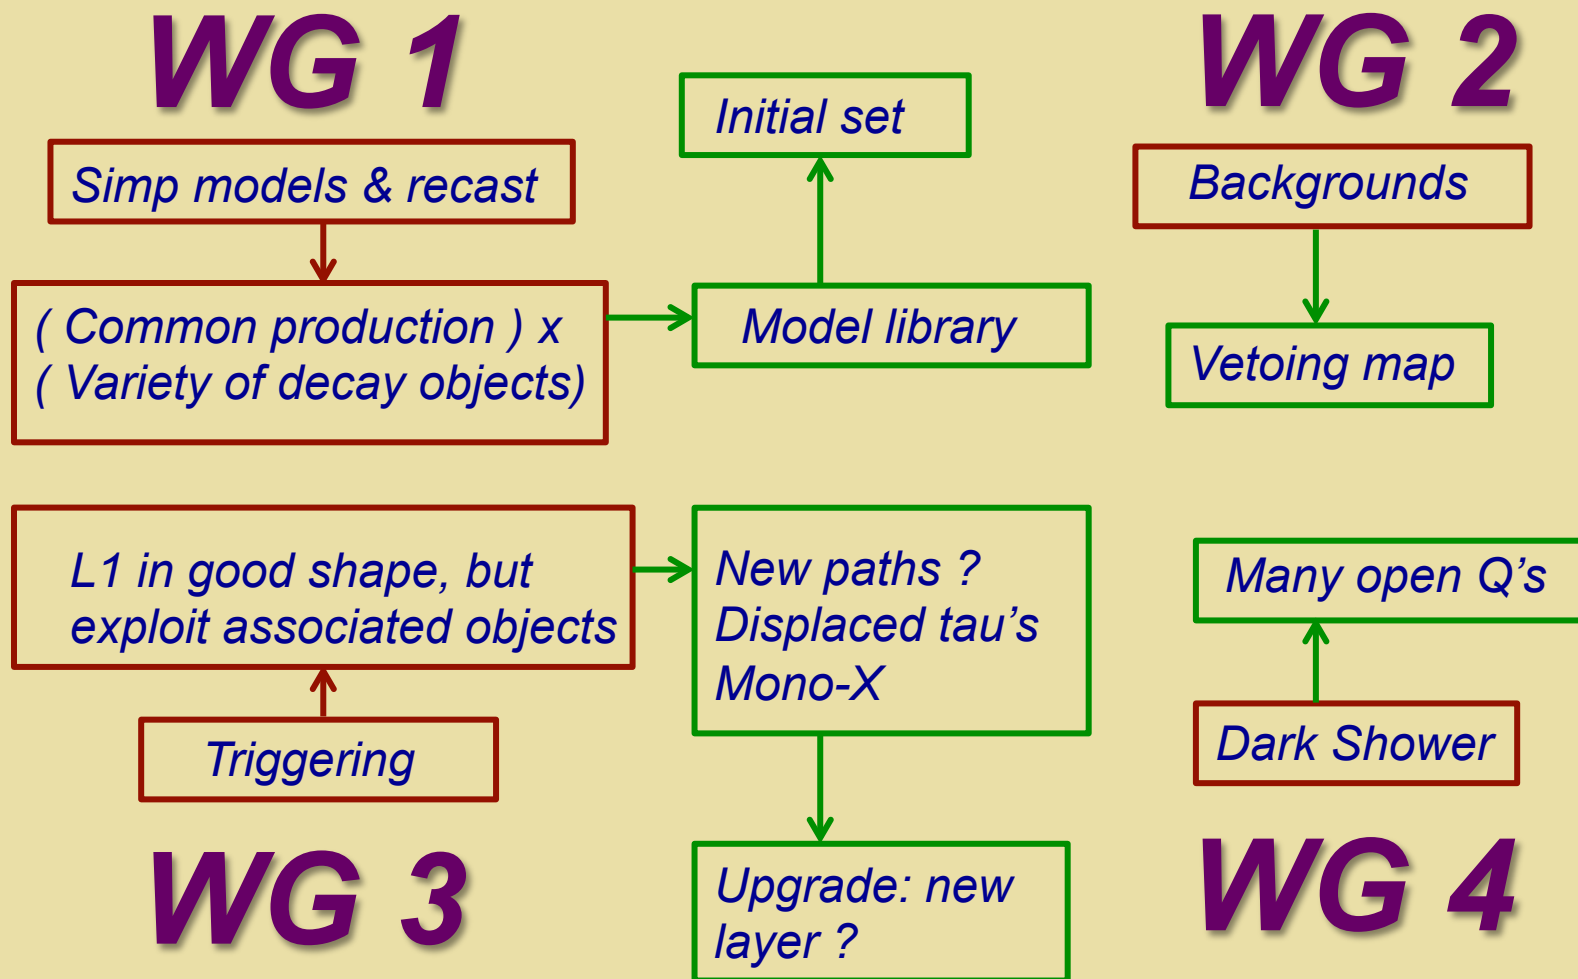 WG 1
Simp models & recast
( Common production ) x
( Variety of decay objects)
Initial set
Model library
WG 2
Backgrounds
Vetoing map
L1 in good shape, but
exploit associated objects
Triggering
WG 3
New paths ?
Displaced tau’s
Mono-X
Upgrade: new
layer ?
Many open Q’s
Dark Shower
WG 4